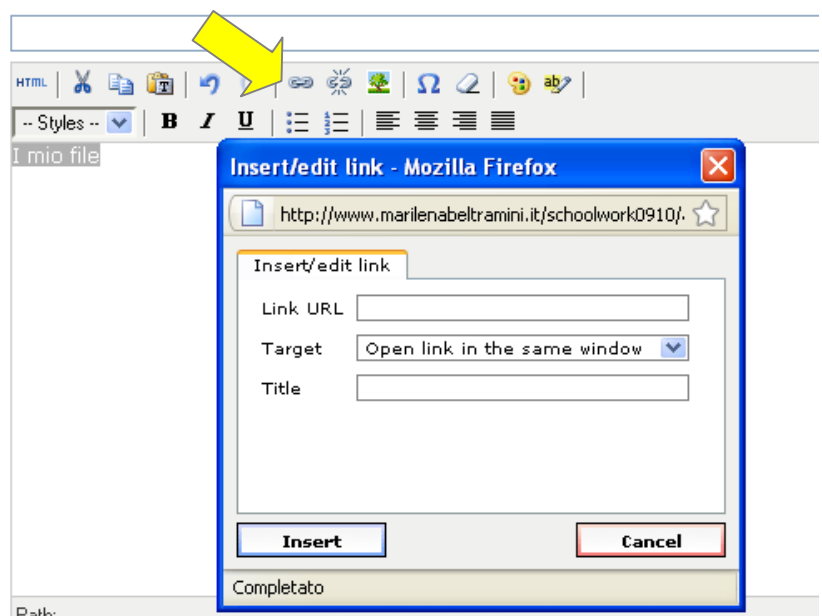 HTML
-- Styles -- B I U
I mio file
Insert/edit link - Mozilla Firefox
http://www.marilenabeltramini.it/schoolwork0910/.
Insert/edit link
Link URL
Target Open link in the same window
Title
Insert Cancel
Completato
Path: